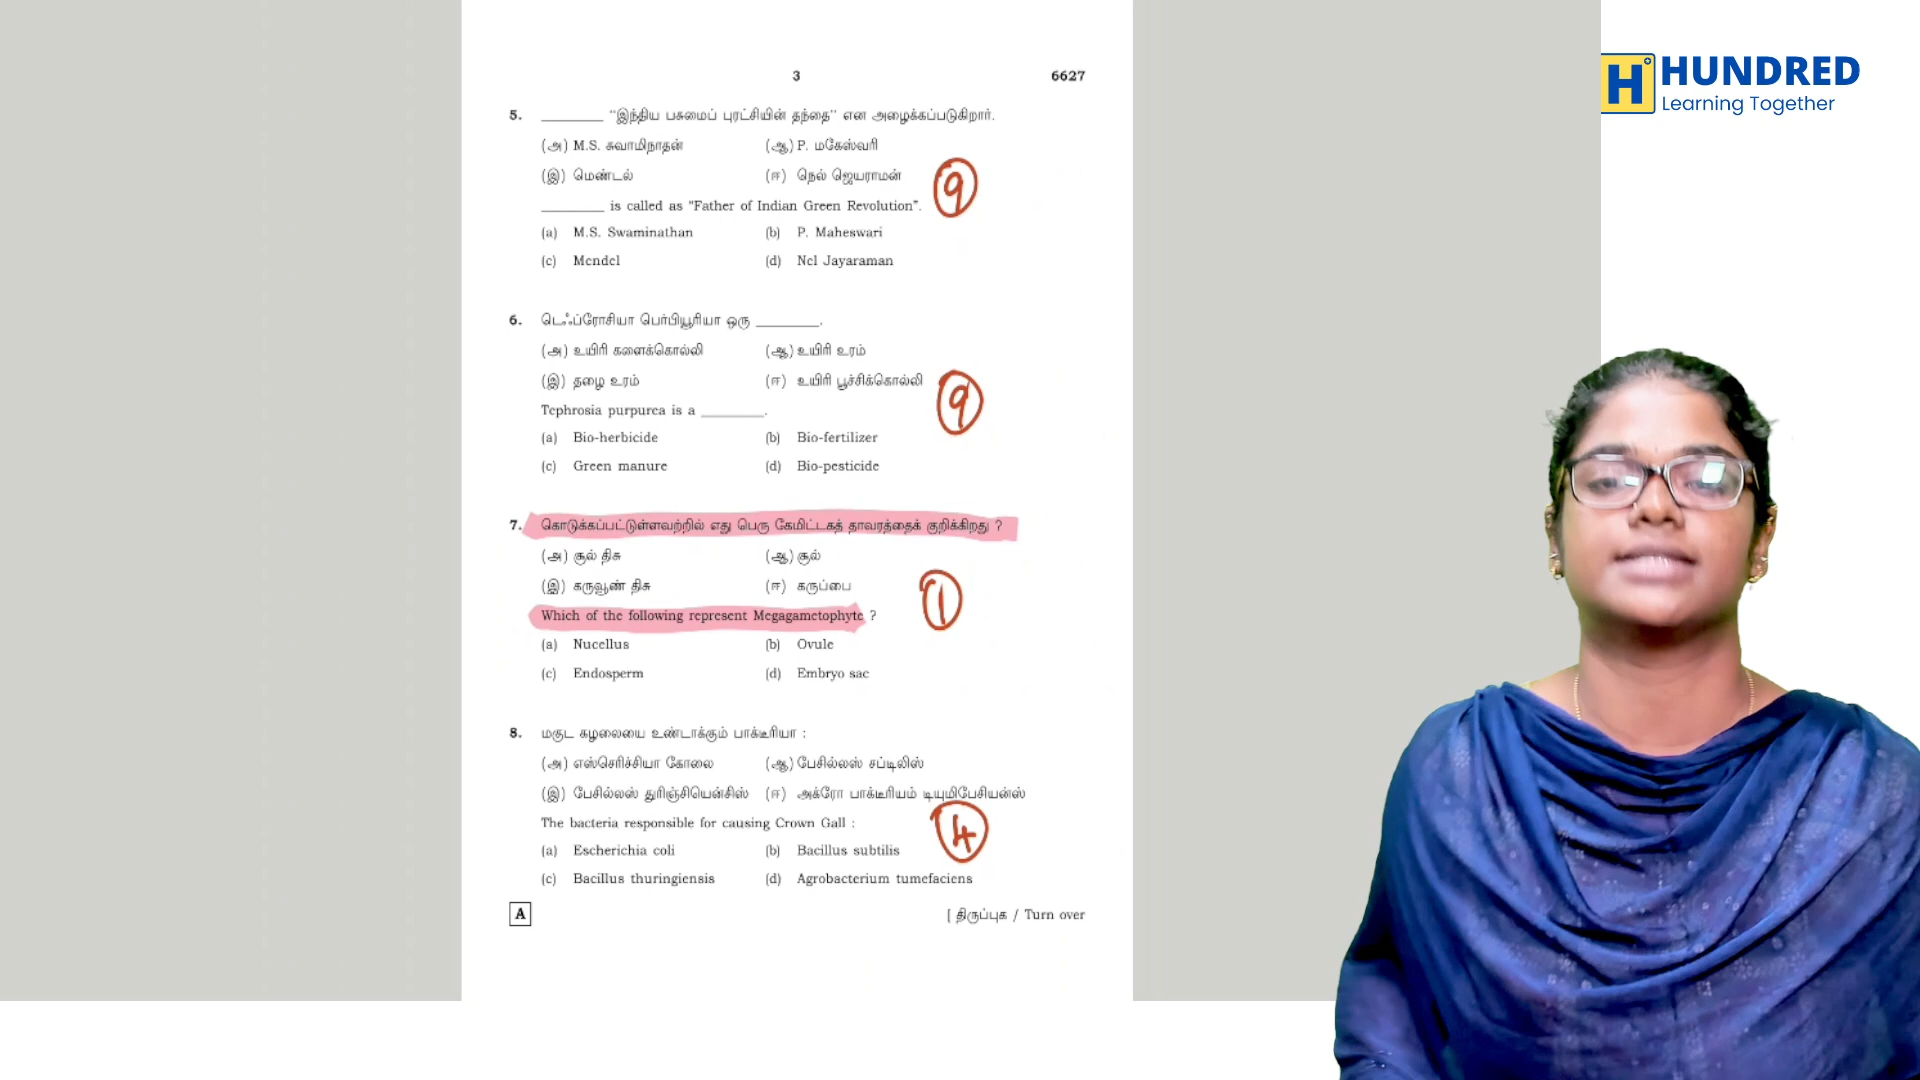 3 6627
5. ________ "இந்திய பசுமைப் புரட்சியின் தந்தை" என அழைக்கப்படுகிறார்.
(அ) M.S. சுவாமிநாதன் (ஆ) P. மகேஸ்வரி
(இ) மெண்டல் (ஈ) நெல் ஜெயராமன்
9
________ is called as "Father of Indian Green Revolution".
(a) M.S. Swaminathan (b) P. Maheswari
(c) Mendel (d) Nel Jayaraman
6. டெஃப்ரோசியா பெர்பியூரியா ஒரு ________.
(அ) உயிரி களைக்கொல்லி (ஆ) உயிரி உரம்
(இ) தழை உரம் (ஈ) உயிரி பூச்சிக்கொல்லி
9
Tephrosia purpurea is a ________.
(a) Bio-herbicide (b) Bio-fertilizer
(c) Green manure (d) Bio-pesticide
7. கொடுக்கப்பட்டுள்ளவற்றில் எது பெரு கேமிட்டகத் தாவரத்தைக் குறிக்கிறது ?
(அ) சூல் திசு (ஆ) சூல்
(இ) கருவூண் திசு (ஈ) கருப்பை
1
Which of the following represent Megagametophyte ?
(a) Nucellus (b) Ovule
(c) Endosperm (d) Embryo sac
8. மகுட கழலையை உண்டாக்கும் பாக்டீரியா :
(அ) எஸ்செரிச்சியா கோலை (ஆ) பேசில்லஸ் சப்டிலிஸ்
(இ) பேசில்லஸ் துரிஞ்சியென்சிஸ் (ஈ) அக்ரோ பாக்டீரியம் டியுமிபேசியன்ஸ்
The bacteria responsible for causing Crown Gall :
4
(a) Escherichia coli (b) Bacillus subtilis
(c) Bacillus thuringiensis (d) Agrobacterium tumefaciens
A [ திருப்புக / Turn over
H° HUNDRED
Learning Together